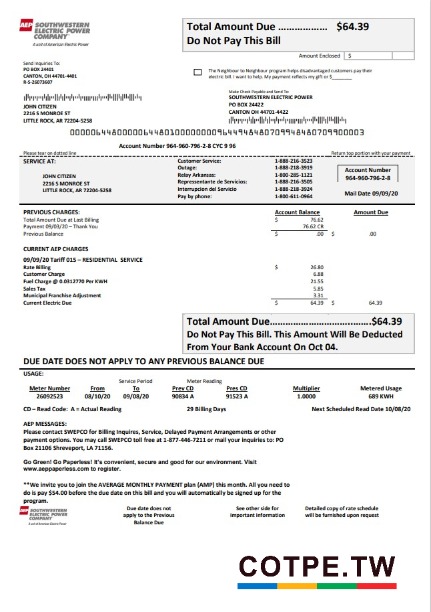 AEP SOUTHWESTERN
ELECTRIC POWER
COMPANY
A unit of American Electric Power
Total Amount Due ……………… $64.39
Do Not Pay This Bill
Amount Enclosed $
Send Inquiries To:
PO BOX 24401
CANTON, OH 44701-4401
R-S-26073607
The Neighbour to Neighbour program helps disadvantaged customers pay their
electric bill. I want to help. My payment reflects my gift or $
Make Check Payable and Send To
SOUTHWESTERN ELECTRIC POWER
PO BOX 24422
CANTON OH 44701-4422
JOHN CITIZEN
2216 S MONROE ST
LITTLE ROCK, AR 72204-5258
Account Number 964-960-796-2-8 CYC 9 96
Please tear on dotted line
Return top portion with your payment
SERVICE AT:
JOHN CITIZEN
2216 S MONROE ST
LITTLE ROCK, AR 72204-5258
Customer Service: 1-888-216-3523
Outage: 1-888-218-3919
Relay Arkansas: 1-800-285-1121
Representante de Servicios: 1-888-216-3505
Interrupcion del Servicio 1-888-218-3924
Pay by phone: 1-800-611-0964
Account Number
964-960-796-2-8
Mail Date 09/09/20
PREVIOUS CHARGES: Account Balance Amount Due
Total Amount Due at Last Billing $ 76.62
Payment 09/03/20 – Thank You 76.62 CR
Previous Balance $ .00 $ .00
CURRENT AEP CHARGES
09/09/20 Tariff 015 – RESIDENTIAL SERVICE
Rate Billing $ 26.80
Customer Charge 6.88
Fuel Charge @ 0.0312770 Per KWH 21.55
Sales Tax 5.85
Municipal Franchise Adjustment 3.31
Current Electric Due $ 64.39 $ 64.39
Total Amount Due………………………………….$64.39
Do Not Pay This Bill. This Amount Will Be Deducted
From Your Bank Account On Oct 04.
DUE DATE DOES NOT APPLY TO ANY PREVIOUS BALANCE DUE
USAGE:
Service Period Meter Reading
Meter Number From To Prev CD Pres CD Multiplier Metered Usage
26092523 08/10/20 09/08/20 90834 A 91523 A 1.0000 689 KWH
CD – Read Code: A = Actual Reading 29 Billing Days Next Scheduled Read Date 10/08/20
AEP MESSAGES:
Please contact SWEPCO for Billing Inquires, Service, Delayed Payment Arrangements or other
payment options. You may call SWEPCO toll free at 1-877-446-7211 or mail your inquiries to: PO
Box 21106 Shreveport, LA 71156.
Go Green! Go Paperless! It's convenient, secure and good for our environment. Visit
www.aeppaperless.com to register.
**We invite you to join the AVERAGE MONTHLY PAYMENT plan (AMP) this month. All you need to
do is pay $54.00 before the due date on this bill and you will automatically be signed up for the
program.
AEP SOUTHWESTERN
ELECTRIC POWER
COMPANY
Due date does not
apply to the Previous
Balance Due
See other side for
Important Information
Detailed copy of rate schedule
will be furnished upon request
COTPE.TW